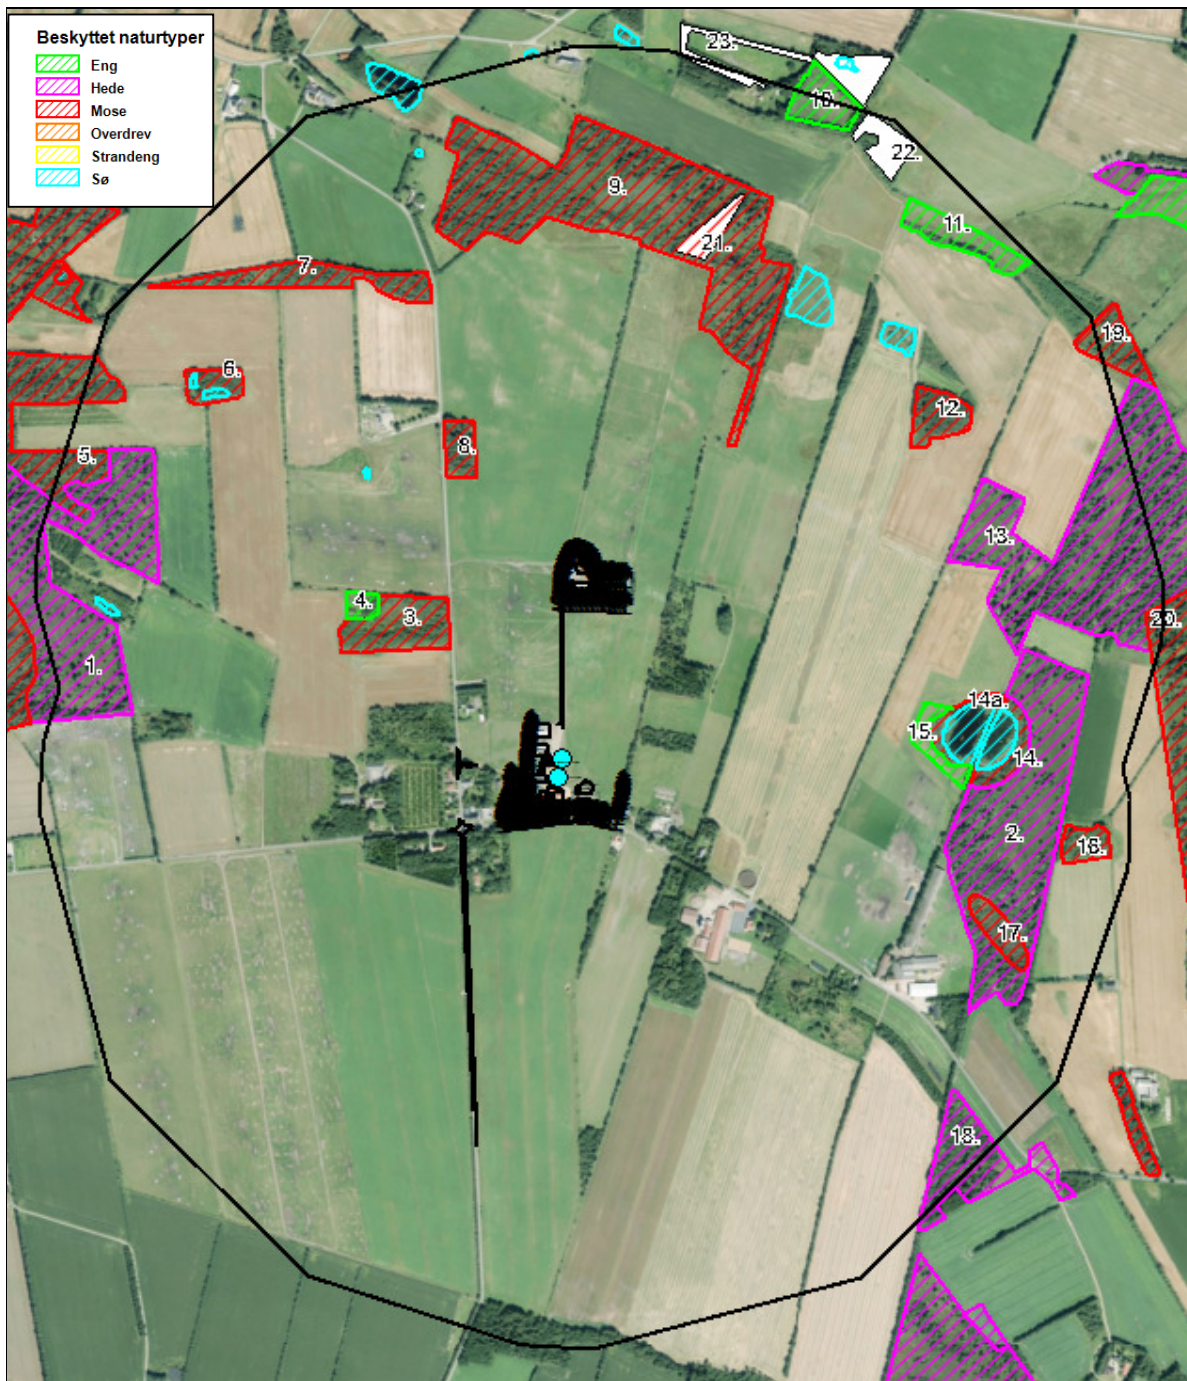 Beskyttet naturtyper
Eng
Hede
Mose
Overdrev
Strandeng
Sø
23.
10.
22.
9.
11.
21.
7.
19.
6.
12.
8.
5.
13.
4.
3.
20.
1.
14a.
15.
14.
2.
16.
17.
18.